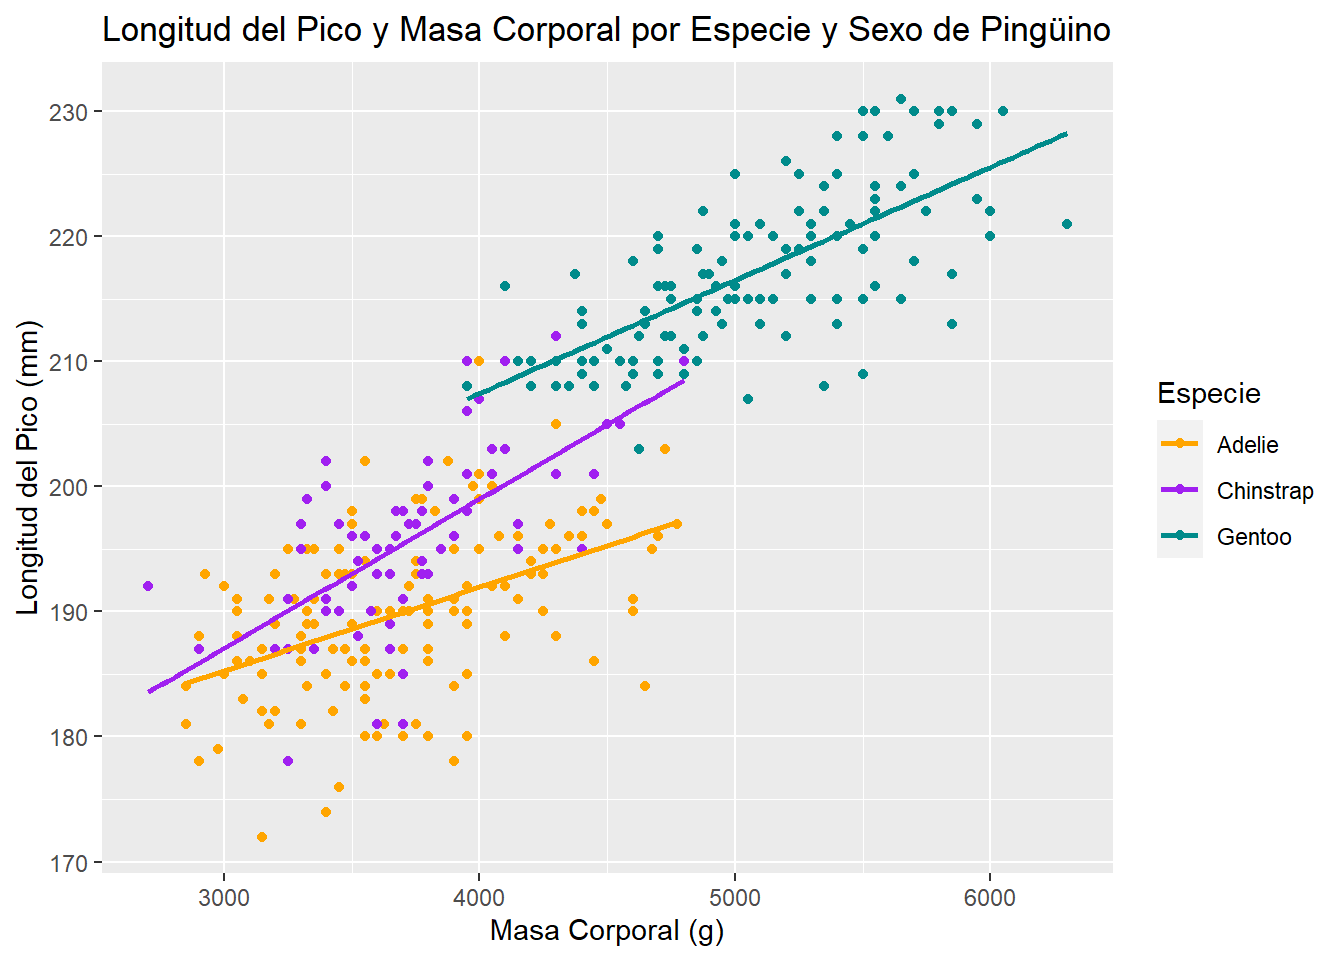 Longitud del Pico y Masa Corporal por Especie y Sexo de Pingüino
230
220
210
200
190
180
170
Longitud del Pico (mm)
3000 4000 5000 6000
Masa Corporal (g)
Especie
Adelie
Chinstrap
Gentoo